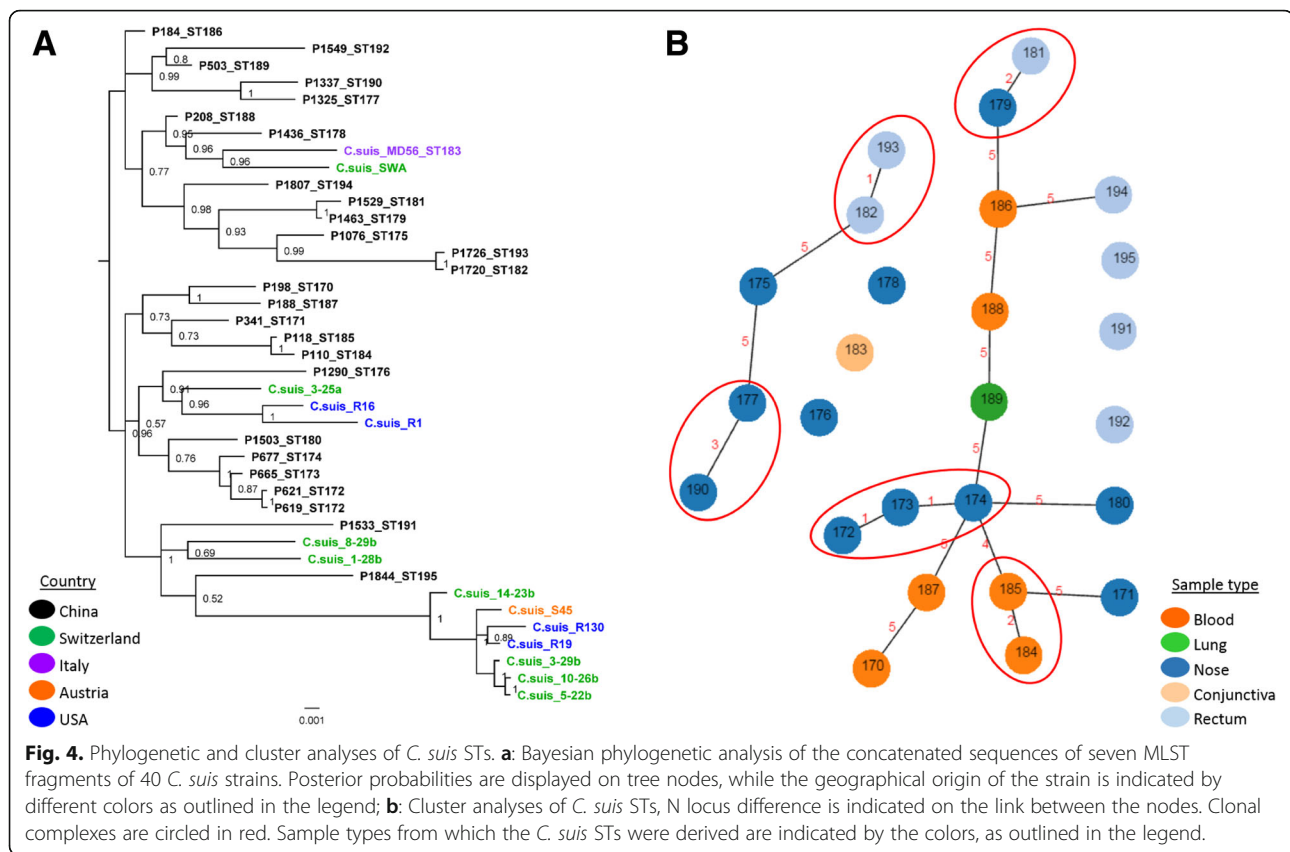 A
P184_ST186
P1549_ST192
0.8
P503_ST189
0.99
P1337_ST190
1
P1325_ST177
P208_ST188
0.95
P1436_ST178
0.96
C.suis_MD56_ST183
0.96
0.77
C.suis_SWA
P1807_ST194
0.98
P1529_ST181
1
P1463_ST179
0.93
P1076_ST175
0.99
P1726_ST193
1
P1720_ST182
P198_ST170
1
P188_ST187
0.73
P341_ST171
0.73
P118_ST185
1
P110_ST184
P1290_ST176
0.91
C.suis_3-25a
0.96
C.suis_R16
1
C.suis_R1
0.57
0.96
P1503_ST180
0.76
P677_ST174
1
P665_ST173
0.87
P621_ST172
1
P619_ST172
P1533_ST191
1
C.suis_8-29b
0.69
C.suis_1-28b
P1844_ST195
0.52
C.suis_14-23b
1
C.suis_S45
C.suis_R130
0.89
1
C.suis_R19
C.suis_3-29b
1
C.suis_10-26b
1
C.suis_5-22b
0.001
Country
China
Switzerland
Italy
Austria
USA
B
181
2
179
5
193
1
182
186
5
194
5
5
195
175
178
188
191
5
183
5
177
189
176
192
3
5
190
174
173
1
172
1
5
180
5
4
187
185
5
171
5
2
170
184
Sample type
Blood
Lung
Nose
Conjunctiva
Rectum
Fig. 4. Phylogenetic and cluster analyses of C. suis STs. a: Bayesian phylogenetic analysis of the concatenated sequences of seven MLST
fragments of 40 C. suis strains. Posterior probabilities are displayed on tree nodes, while the geographical origin of the strain is indicated by
different colors as outlined in the legend; b: Cluster analyses of C. suis STs, N locus difference is indicated on the link between the nodes. Clonal
complexes are circled in red. Sample types from which the C. suis STs were derived are indicated by the colors, as outlined in the legend.